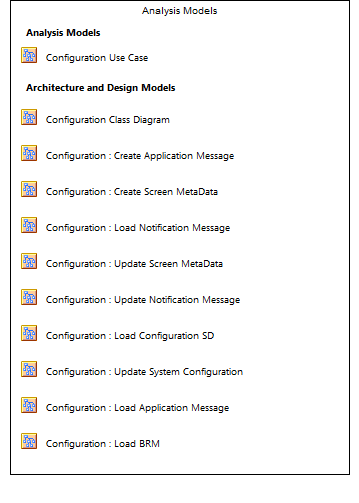 Analysis Models
Analysis Models
Configuration Use Case
Architecture and Design Models
Configuration Class Diagram
Configuration : Create Application Message
Configuration : Create Screen MetaData
Configuration : Load Notification Message
Configuration : Update Screen MetaData
Configuration : Update Notification Message
Configuration : Load Configuration SD
Configuration : Update System Configuration
Configuration : Load Application Message
Configuration : Load BRM